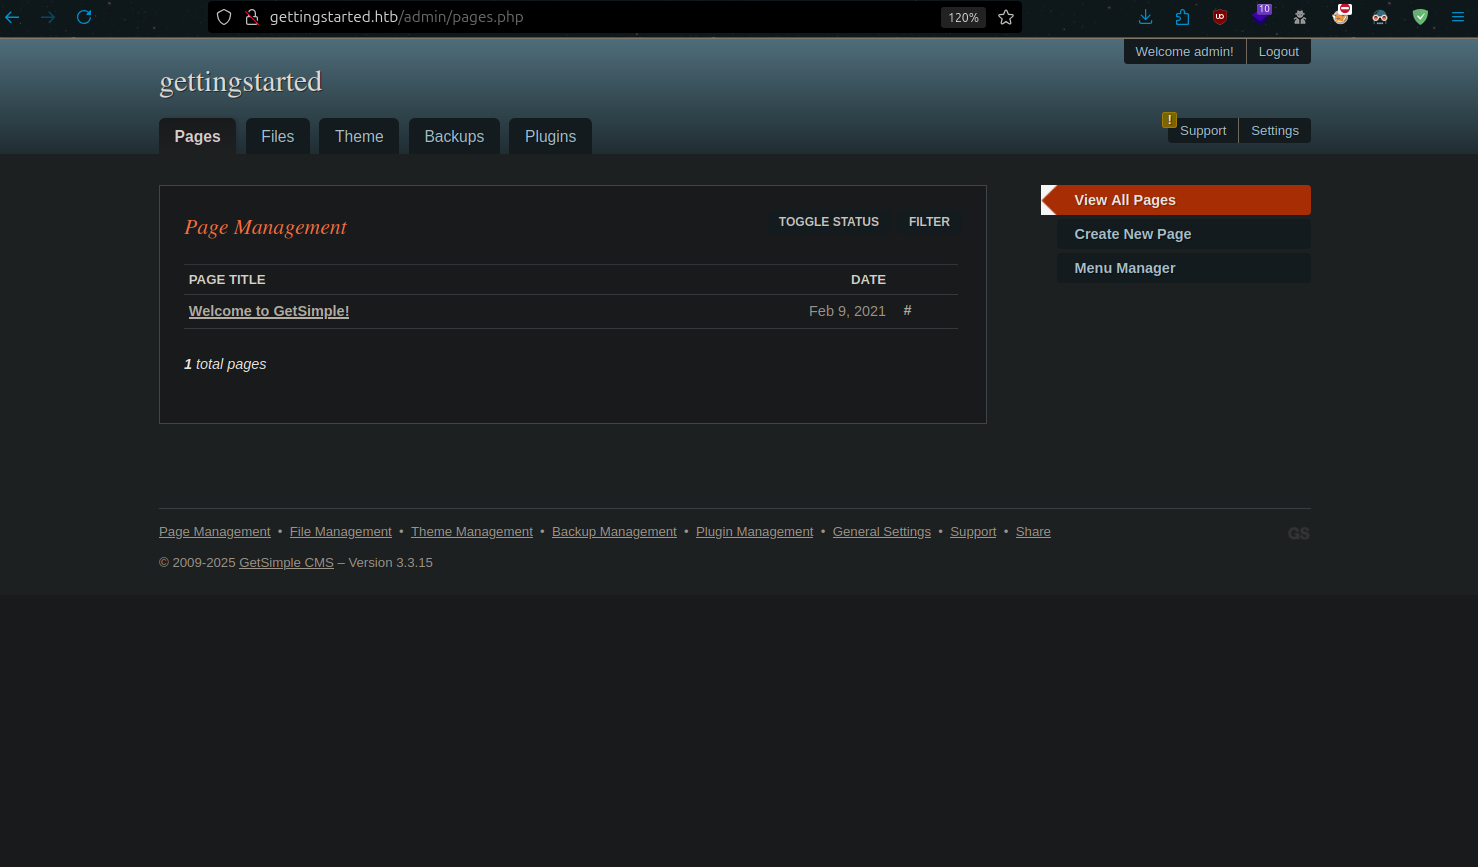 gettingstarted.htb/admin/pages.php 120% UO 10
Welcome admin! Logout
gettingstarted
Pages Files Theme Backups Plugins ! Support Settings
Page Management TOGGLE STATUS FILTER
PAGE TITLE DATE
Welcome to GetSimple! Feb 9, 2021 #
1 total pages
View All Pages
Create New Page
Menu Manager
Page Management • File Management • Theme Management • Backup Management • Plugin Management • General Settings • Support • Share GS
© 2009-2025 GetSimple CMS – Version 3.3.15